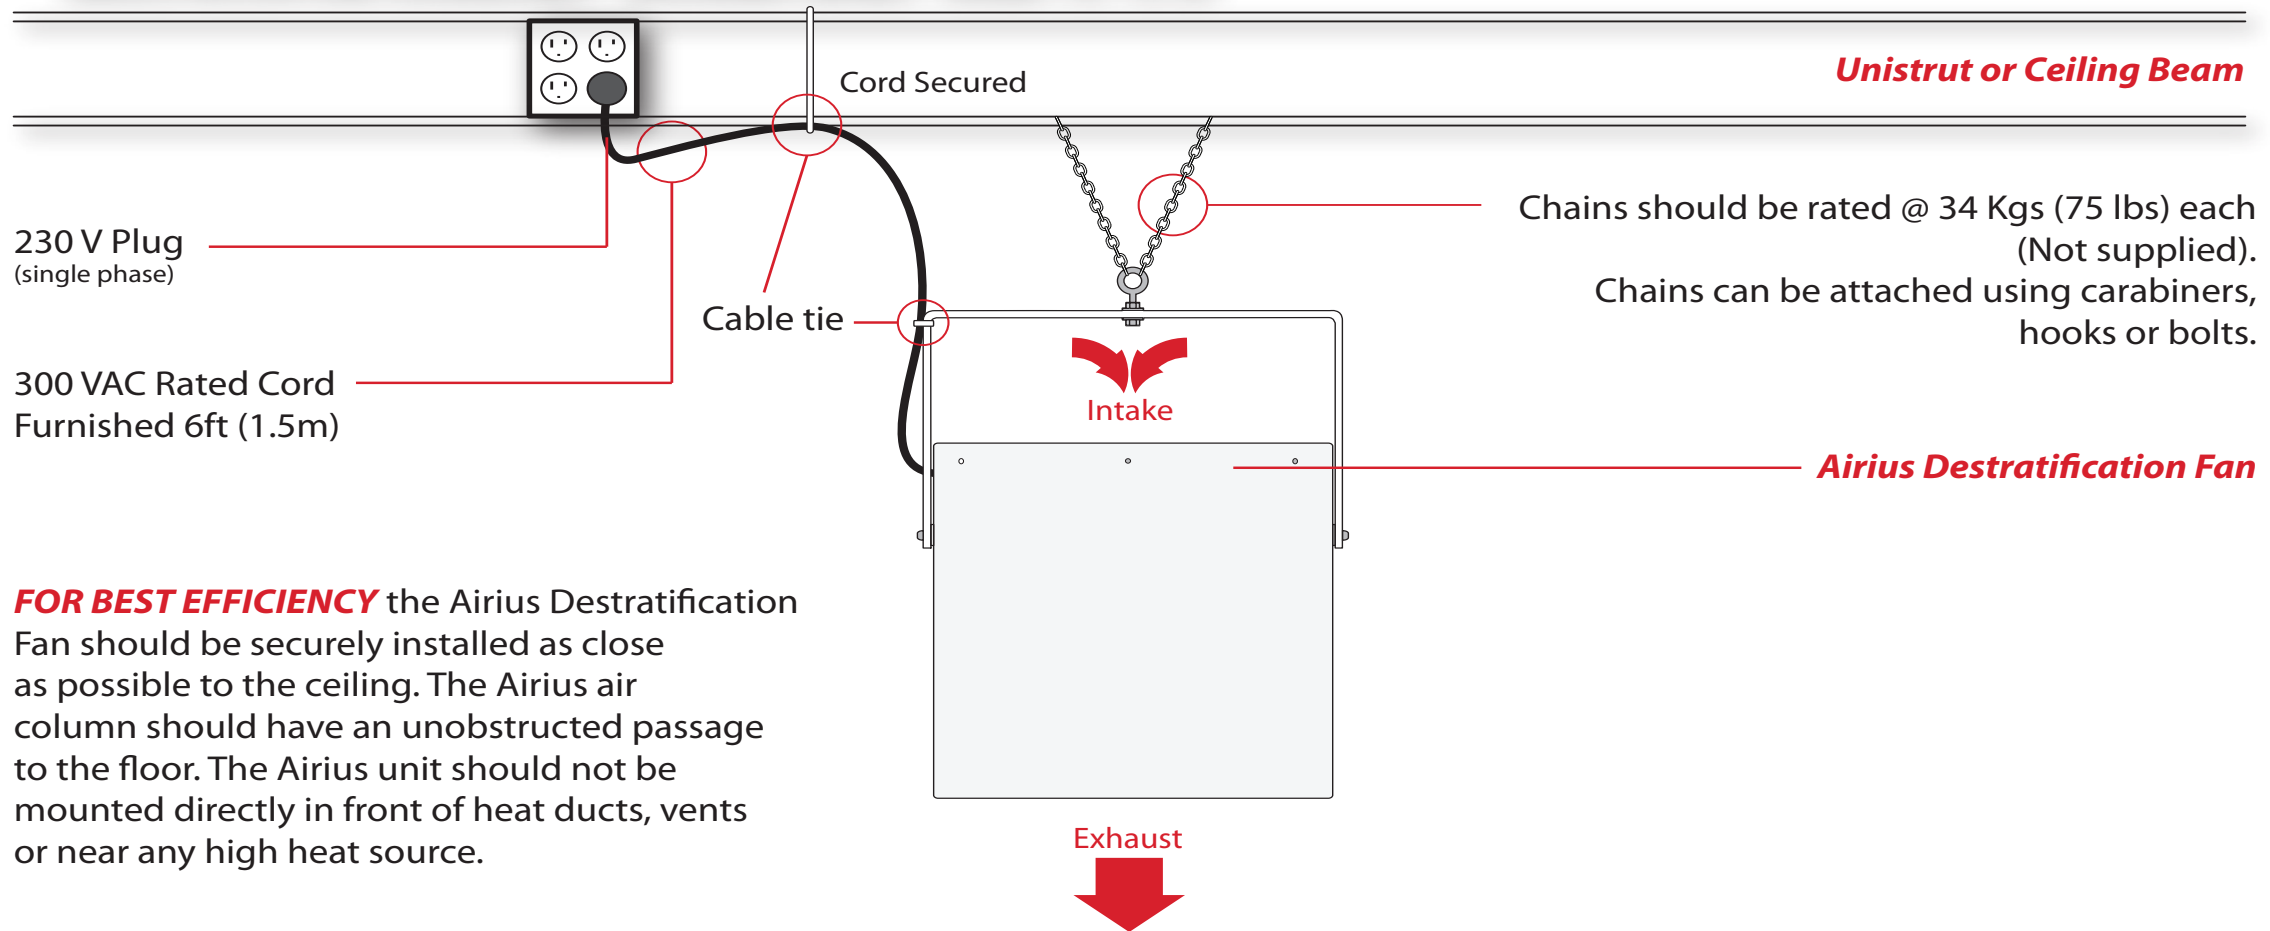 Unistrut or Ceiling Beam
Cord Secured
230 V Plug
(single phase)
Cable tie
300 VAC Rated Cord
Furnished 6ft (1.5m)
Chains should be rated @ 34 Kgs (75 lbs) each
(Not supplied).
Chains can be attached using carabiners,
hooks or bolts.
Intake
Airius Destratification Fan
FOR BEST EFFICIENCY the Airius Destratification
Fan should be securely installed as close
as possible to the ceiling. The Airius air
column should have an unobstructed passage
to the floor. The Airius unit should not be
mounted directly in front of heat ducts, vents
or near any high heat source.
Exhaust